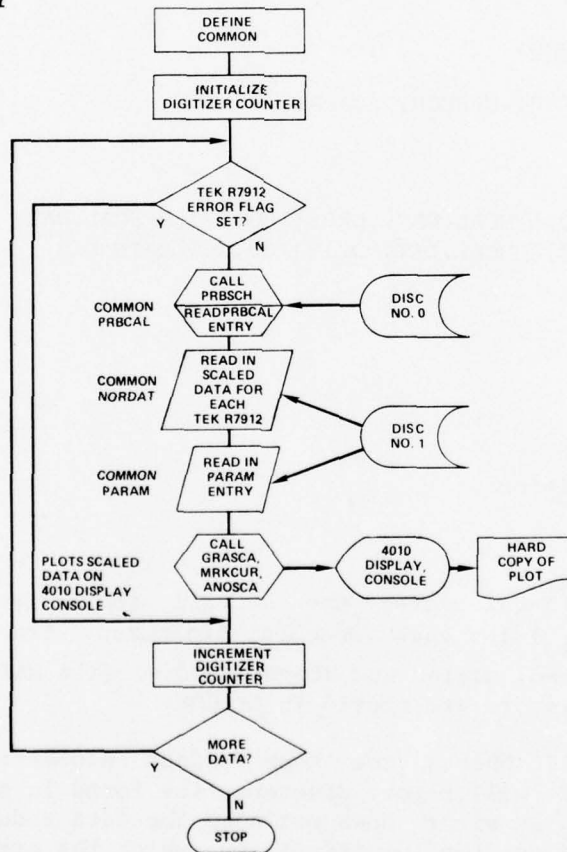 DEFINE
COMMON
INITIALIZE
DIGITIZER COUNTER
TEK R7912
ERROR FLAG
SET?
Y
N
CALL
PRBSCH
READPRBCAL
ENTRY
COMMON
PRBCAL
DISC
NO. 0
READ IN
SCALED
DATA FOR
EACH
TEK R7912
COMMON
NORDAT
DISC
NO. 1
READ IN
PARAM
ENTRY
COMMON
PARAM
CALL
GRASCA,
MRKCUR,
ANOSCA
4010
DISPLAY,
CONSOLE
HARD
COPY OF
PLOT
PLOTS SCALED
DATA ON
4010 DISPLAY
CONSOLE
INCREMENT
DIGITIZER
COUNTER
MORE
DATA?
Y
N
STOP